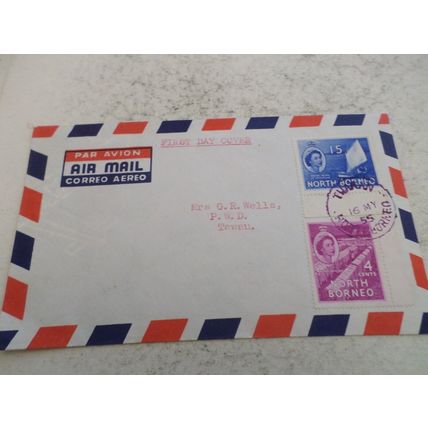 FIRST DAY COVER
PAR AVION
AIR MAIL
CORREO AEREO
15
NORTH BORNEO
16 MY
55
BORNEO
Mrs G.R. Wells,
P.W.D.
Tawau.
4
CENTS
NORTH
BORNEO